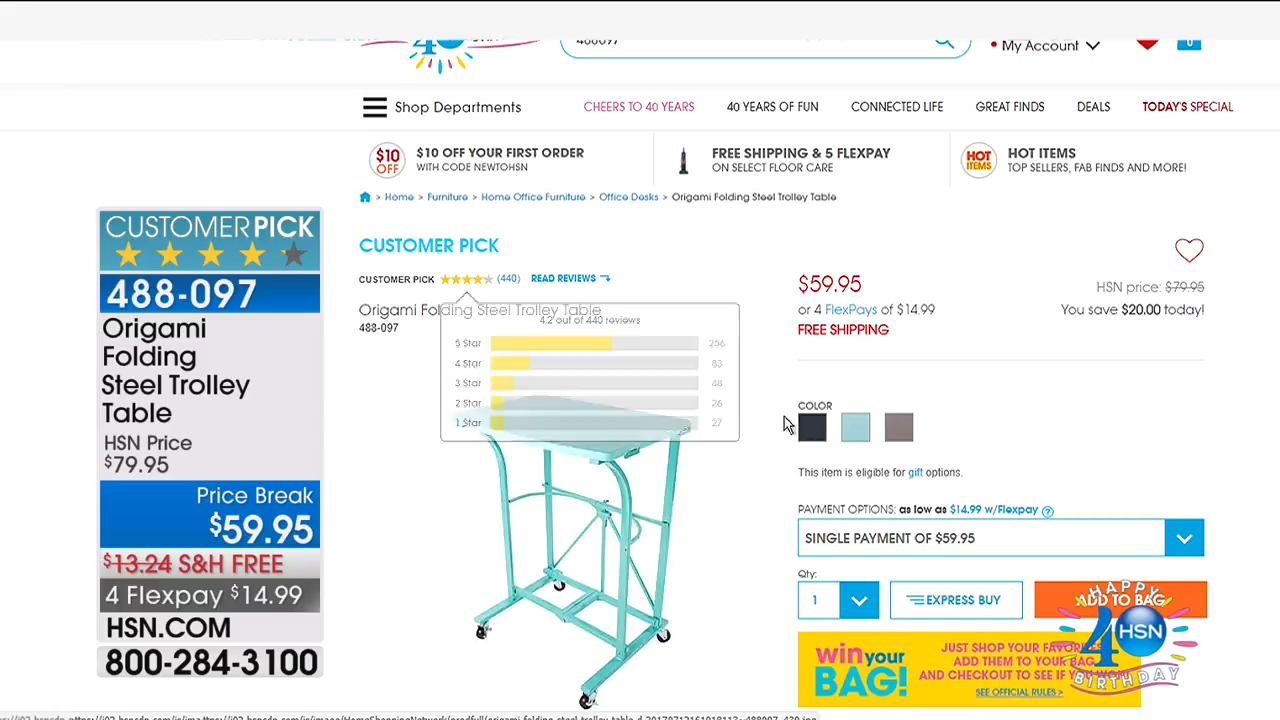 488097
My Account
0
Shop Departments
CHEERS TO 40 YEARS
40 YEARS OF FUN
CONNECTED LIFE
GREAT FINDS
DEALS
TODAY'S SPECIAL
$10 OFF
$10 OFF YOUR FIRST ORDER
WITH CODE NEWTOHSN
FREE SHIPPING & 5 FLEXPAY
ON SELECT FLOOR CARE
HOT ITEMS
HOT ITEMS
TOP SELLERS, FAB FINDS AND MORE!
Home > Furniture > Home Office Furniture > Office Desks > Origami Folding Steel Trolley Table
CUSTOMER PICK
488-097
Origami
Folding
Steel Trolley
Table
HSN Price
$79.95
Price Break
$59.95
$13.24 S&H FREE
4 Flexpay $14.99
HSN.COM
800-284-3100
CUSTOMER PICK
CUSTOMER PICK (440) READ REVIEWS
Origami Folding Steel Trolley Table
488-097
4.2 out of 440 reviews
5 Star 256
4 Star 83
3 Star 48
2 Star 26
1 Star 27
$59.95
HSN price: $79.95
or 4 FlexPays of $14.99
You save $20.00 today!
FREE SHIPPING
COLOR
This item is eligible for gift options.
PAYMENT OPTIONS: as low as $14.99 w/Flexpay ?
SINGLE PAYMENT OF $59.95
Qty:
1
EXPRESS BUY
ADD TO BAG
win your
BAG!
JUST SHOP YOUR FAVOR
ADD THEM TO YOUR BAG
AND CHECKOUT TO SEE IF YOU
SEE OFFICIAL RULES >
HAPPY
40 HSN
BIRTHDAY